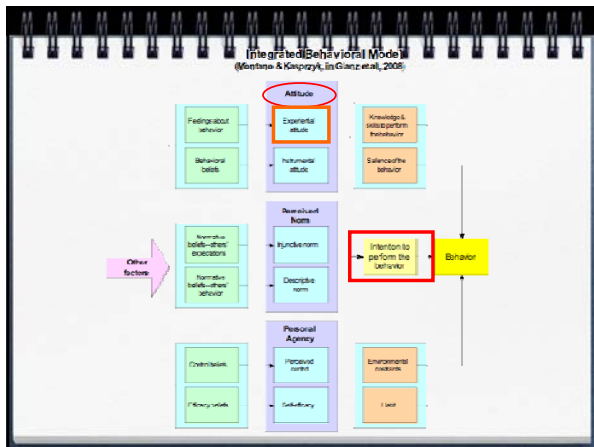 Integrated Behavioral Model
(Montano & Kasprzyk, in Glanz et all, 2008)
Attitude
Feelings about
behavior
Experiential
attitude
Knowledge &
skills to perform
the behavior
Behavioral
beliefs
Instrumental
attitude
Salience of the
behavior
Perceived
Norm
Other
factors
Normative
beliefs—others'
expectations
Injunctive norm
Intention to
perform the
behavior
Behavior
Normative
beliefs—others'
behavior
Descriptive
norm
Personal
Agency
Control beliefs
Perceived
control
Environmental
constraints
Efficacy beliefs
Self-efficacy
Habit